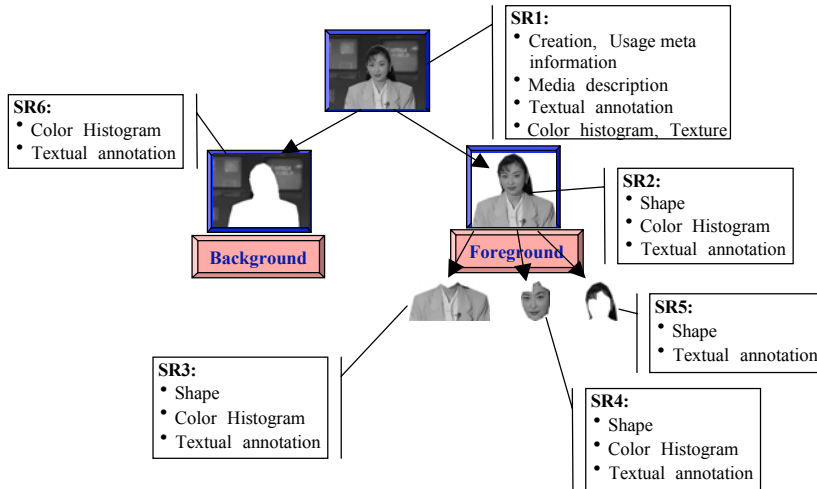 SR1:
• Creation, Usage meta
information
• Media description
• Textual annotation
• Color histogram, Texture
SR6:
• Color Histogram
• Textual annotation
SR2:
• Shape
• Color Histogram
• Textual annotation
Background
Foreground
SR5:
• Shape
• Textual annotation
SR3:
• Shape
• Color Histogram
• Textual annotation
SR4:
• Shape
• Color Histogram
• Textual annotation